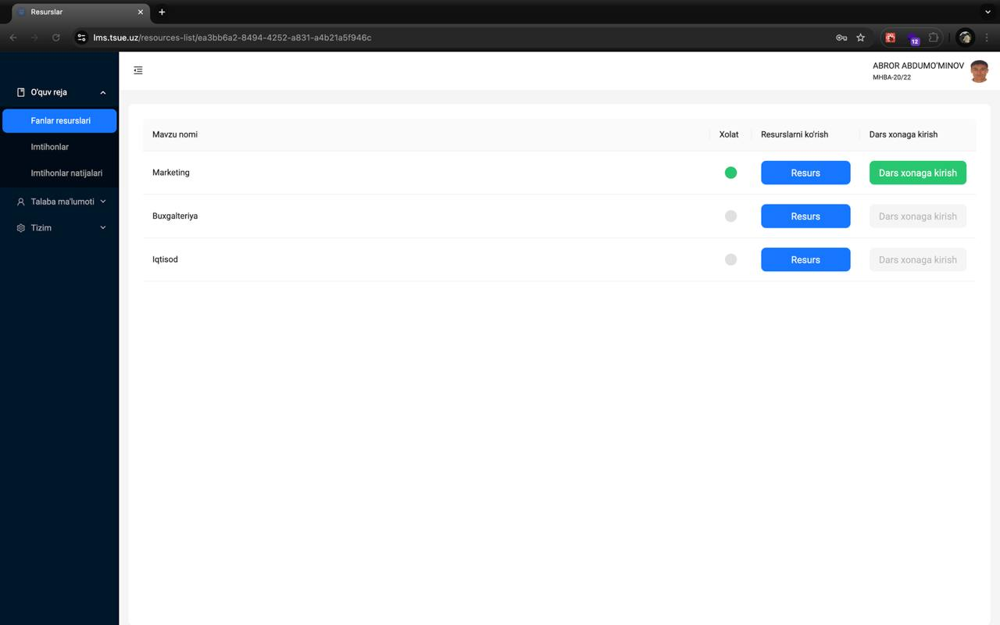 Resurslar
lms.tsue.uz/resources-list/ea3bb6a2-8494-4252-a831-a4b21a5f946c
12
ABROR ABDUMO'MINOV
MHBA-20/22
O'quv reja
Fanlar resurslari
Imtihonlar
Imtihonlar natijalari
Talaba ma'lumoti
Tizim
Mavzu nomi Xolat Resurslarni ko'rish Dars xonaga kirish
Marketing Resurs Dars xonaga kirish
Buxgalteriya Resurs Dars xonaga kirish
Iqtisod Resurs Dars xonaga kirish